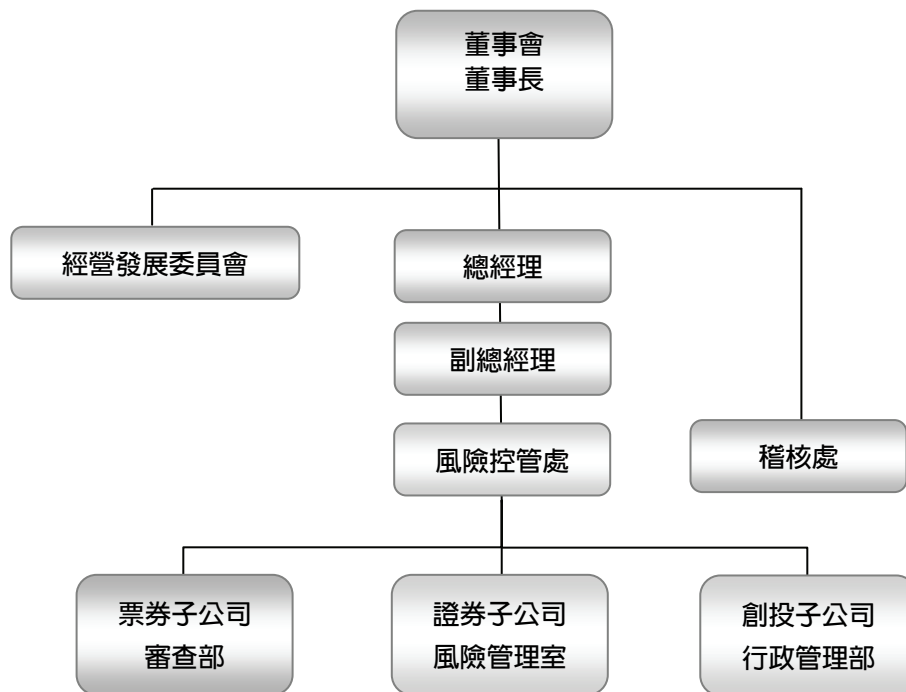 董事會
董事長
經營發展委員會
總經理
副總經理
風險控管處
稽核處
票券子公司
審查部
證券子公司
風險管理室
創投子公司
行政管理部